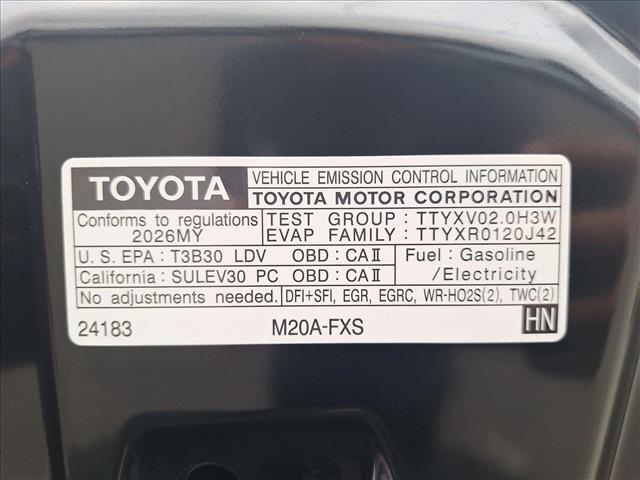 TOYOTA
VEHICLE EMISSION CONTROL INFORMATION
TOYOTA MOTOR CORPORATION
Conforms to regulations
2026MY
TEST GROUP : TTYXV02.0H3W
EVAP FAMILY : TTYXR0120J42
U. S. EPA : T3B30 LDV OBD : CAⅡ
California : SULEV30 PC OBD : CAⅡ
Fuel : Gasoline
/Electricity
No adjustments needed.
DFI+SFI, EGR, EGRC, WR-HO2S(2), TWC(2)
24183
M20A-FXS
HN